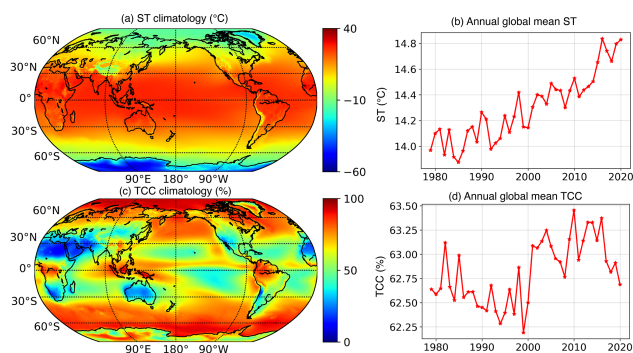 (a) ST climatology (°C)
60°N
30°N
0°
30°S
60°S
90°E 180° 90°W
40
−10
−60
(b) Annual global mean ST
ST (°C)
14.8
14.6
14.4
14.2
14.0
1980 1990 2000 2010 2020
(c) TCC climatology (%)
60°N
30°N
0°
30°S
60°S
90°E 180° 90°W
100
50
0
(d) Annual global mean TCC
TCC (%)
63.50
63.25
63.00
62.75
62.50
62.25
1980 1990 2000 2010 2020